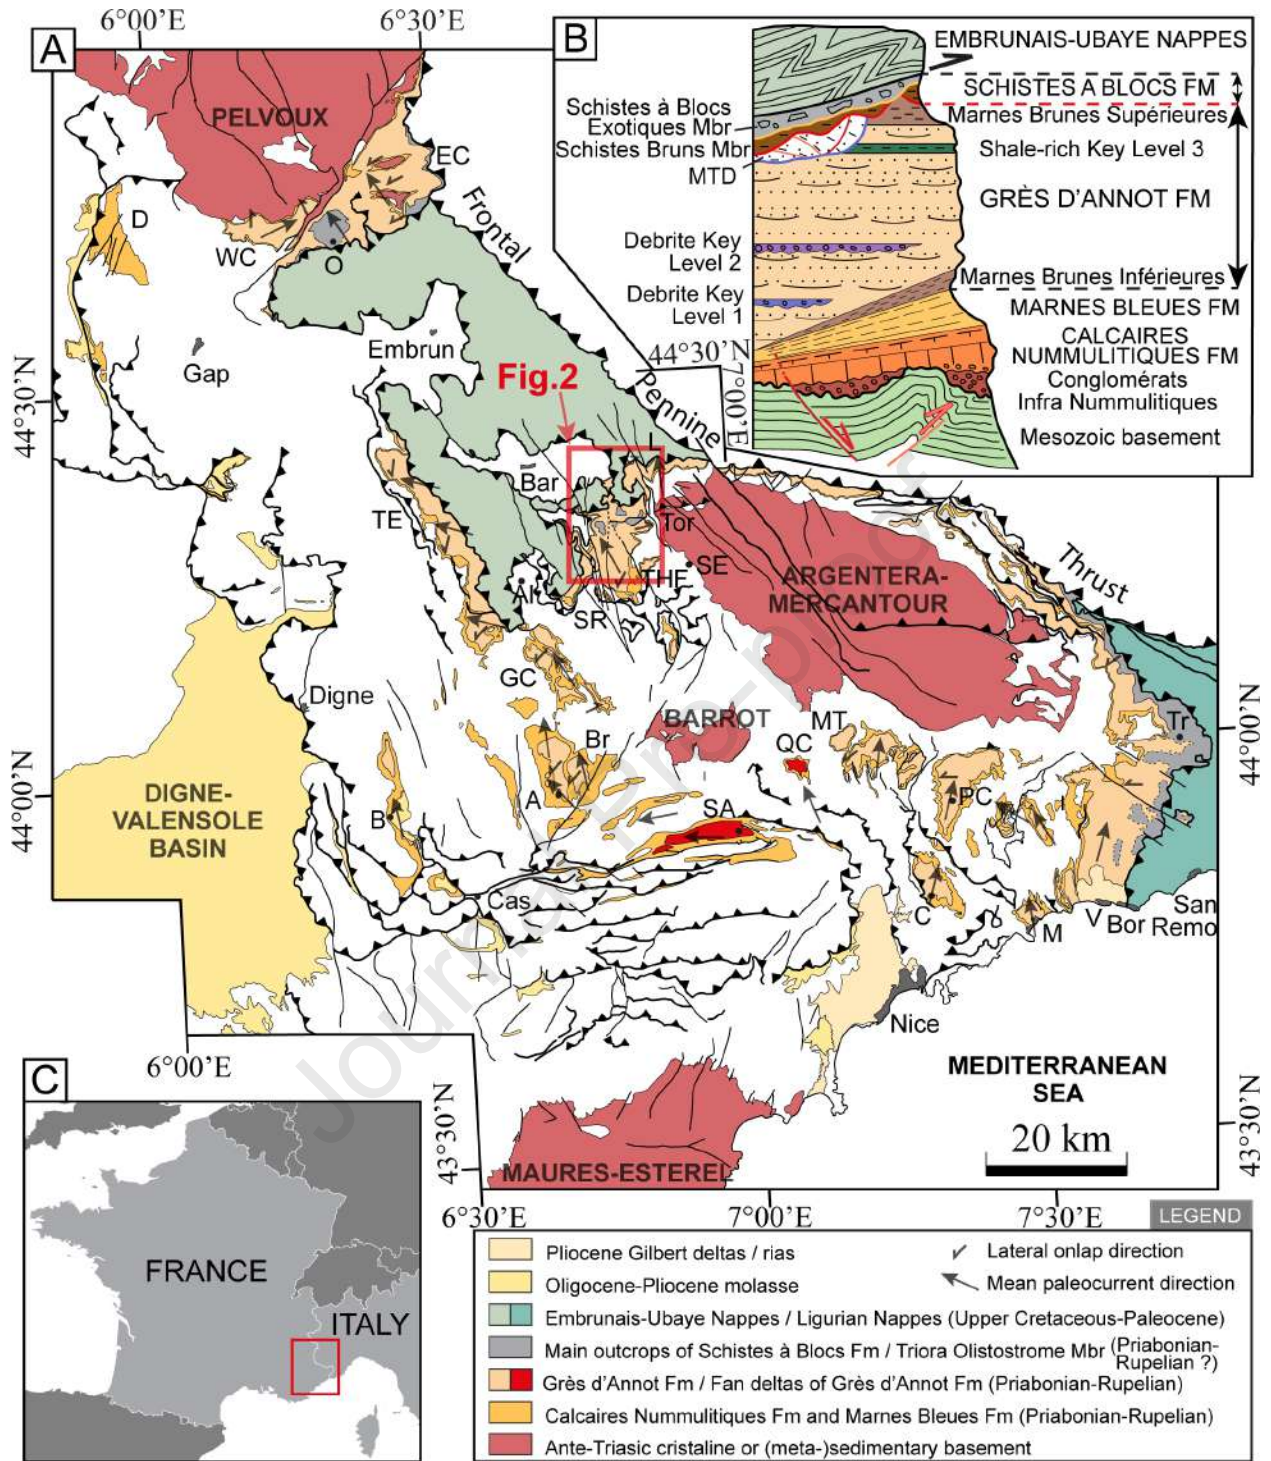 6°00'E
6°30'E
A
PELVOUX
EC
D
WC
O
Frontal
Embrun
Gap
44°30'N
Fig.2
Pennine
44°30'N
7°00'E
L
Bar
TE
Tor
SE
Al
THF
SR
ARGENTERA-
MERCANTOUR
Thrust
GC
Digne
BARROT
MT
Tr
QC
Br
44°00'N
44°00'N
DIGNE-
VALENSOLE
BASIN
A
B
SA
PC
Cas
C
M
V
Bor
San
Remo
Nice
6°00'E
MEDITERRANEAN
SEA
20 km
43°30'N
43°30'N
MAURES-ESTEREL
6°30'E
7°00'E
7°30'E
Journal Pre-proof
B
EMBRUNAIS-UBAYE NAPPES
SCHISTES A BLOCS FM
Schistes à Blocs
Exotiques Mbr
Schistes Bruns Mbr
MTD
Marnes Brunes Supérieures
Shale-rich Key Level 3
GRÈS D'ANNOT FM
Debrite Key
Level 2
Debrite Key
Level 1
Marnes Brunes Inférieures
MARNES BLEUES FM
CALCAIRES
NUMMULITIQUES FM
Conglomérats
Infra Nummulitiques
Mesozoic basement
C
FRANCE
ITALY
LEGEND
Pliocene Gilbert deltas / rias
Lateral onlap direction
Oligocene-Pliocene molasse
Mean paleocurrent direction
Embrunais-Ubaye Nappes / Ligurian Nappes (Upper Cretaceous-Paleocene)
Main outcrops of Schistes à Blocs Fm / Triora Olistostrome Mbr (Priabonian-
Rupelian ?)
Grès d'Annot Fm / Fan deltas of Grès d'Annot Fm (Priabonian-Rupelian)
Calcaires Nummulitiques Fm and Marnes Bleues Fm (Priabonian-Rupelian)
Ante-Triasic cristaline or (meta-)sedimentary basement